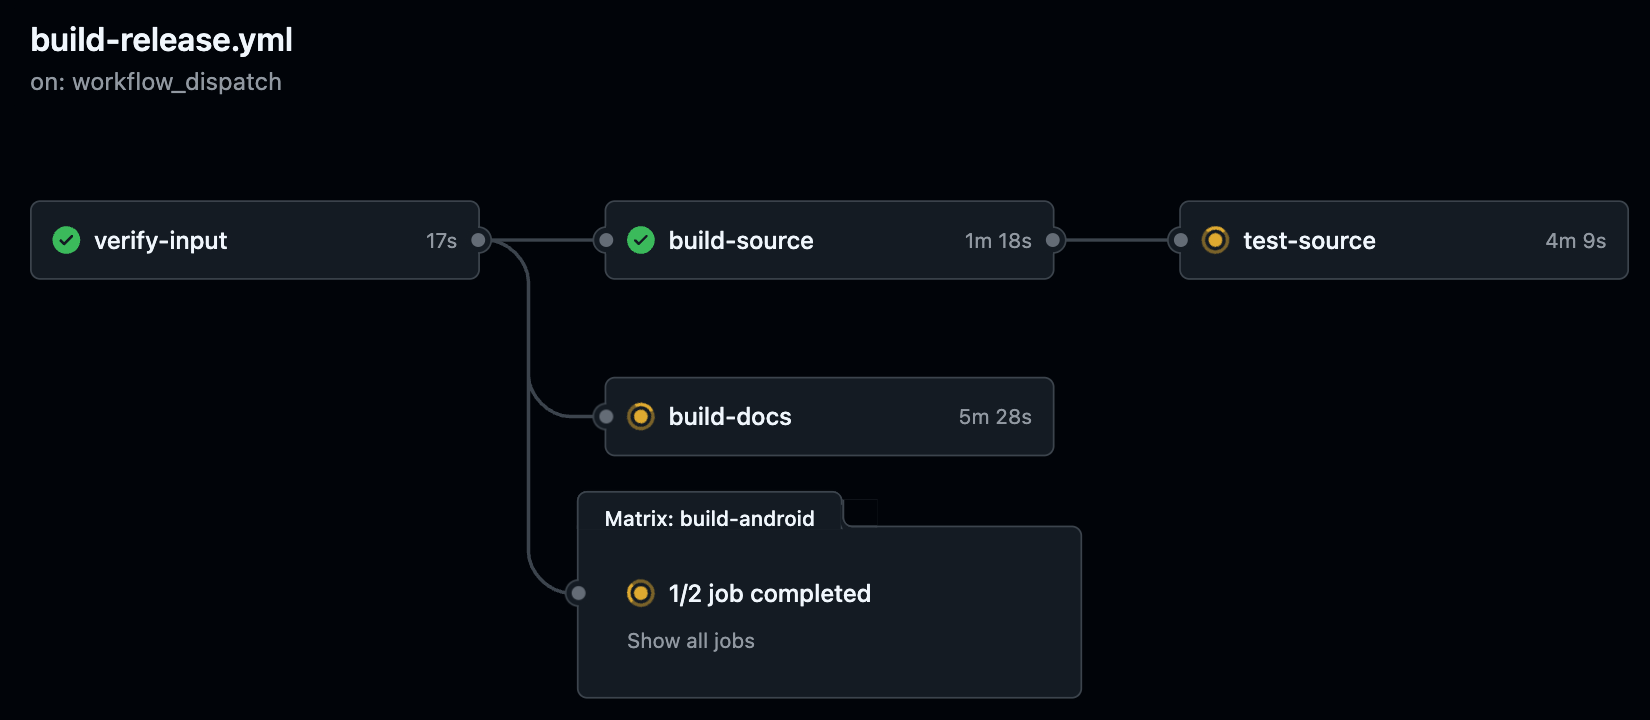 build-release.yml
on: workflow_dispatch
verify-input 17s
build-source 1m 18s
test-source 4m 9s
build-docs 5m 28s
Matrix: build-android
1/2 job completed
Show all jobs